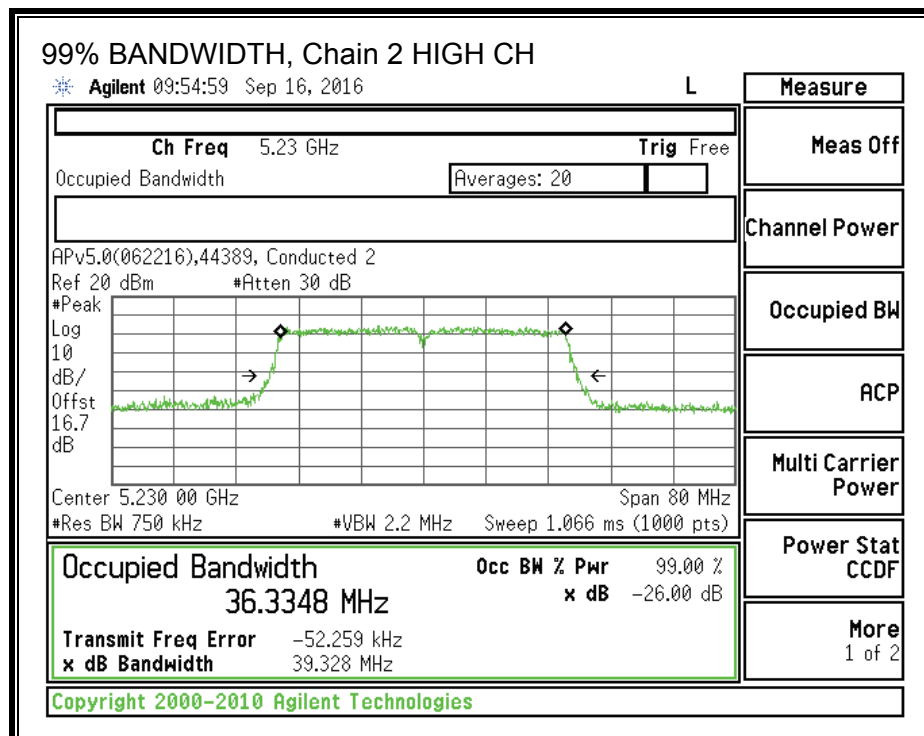 99% BANDWIDTH, Chain 2 HIGH CH
Agilent 09:54:59 Sep 16, 2016 L
Measure
Ch Freq 5.23 GHz Trig Free
Occupied Bandwidth Averages: 20
APv5.0(062216),44389, Conducted 2
Ref 20 dBm #Atten 30 dB
#Peak
Log
10
dB/
Offst
16.7
dB
Center 5.230 00 GHz Span 80 MHz
#Res BW 750 kHz #VBW 2.2 MHz Sweep 1.066 ms (1000 pts)
Occupied Bandwidth
36.3348 MHz
Occ BW % Pwr 99.00 %
x dB -26.00 dB
Transmit Freq Error -52.259 kHz
x dB Bandwidth 39.328 MHz
Meas Off
Channel Power
Occupied BW
ACP
Multi Carrier
Power
Power Stat
CCDF
More
1 of 2
Copyright 2000-2010 Agilent Technologies